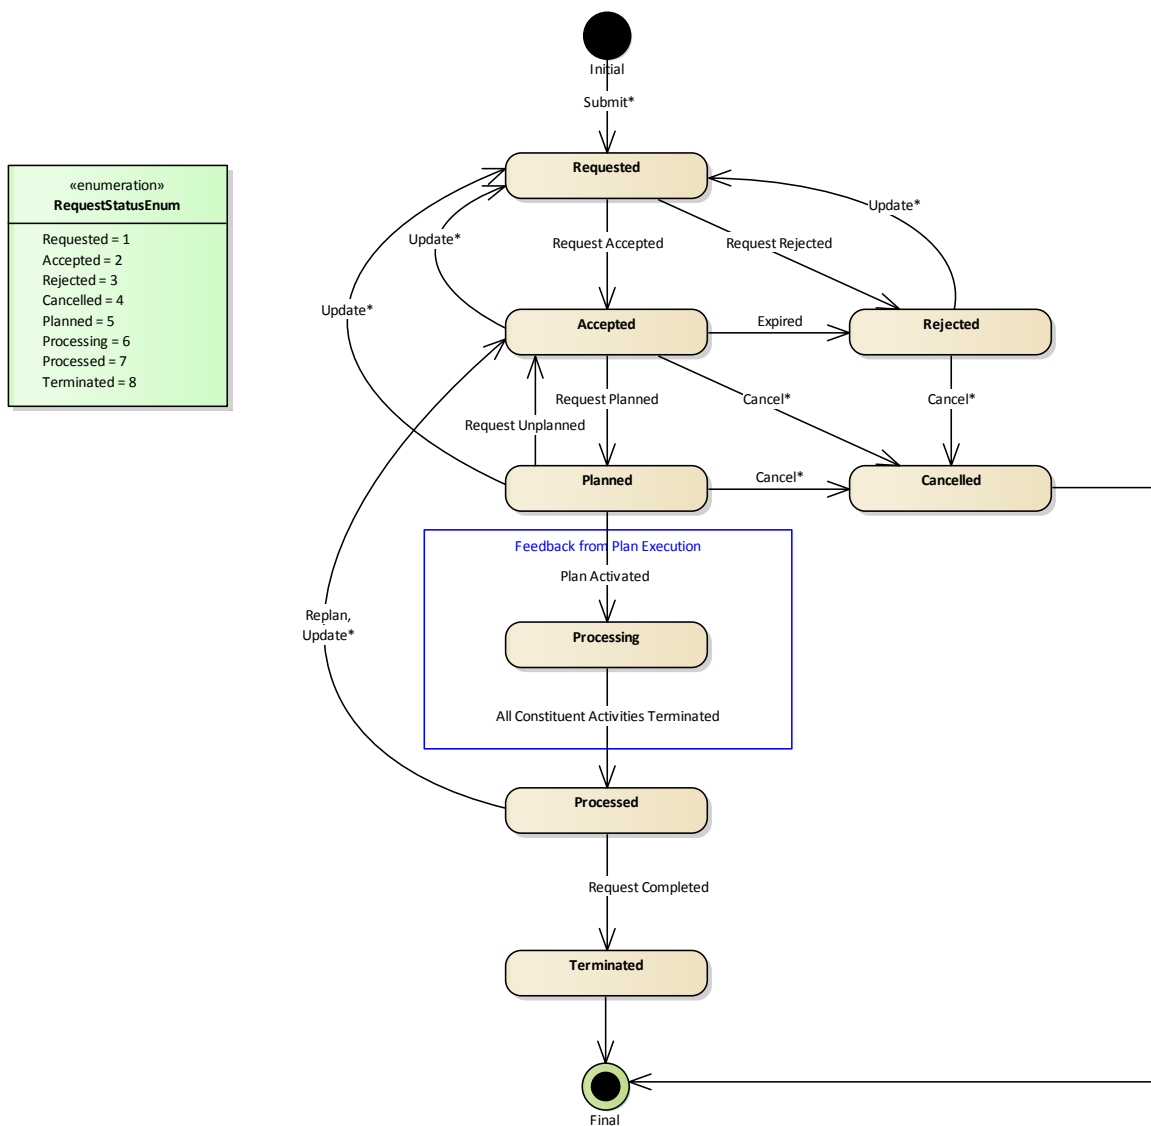 Initial
Submit*
«enumeration»
RequestStatusEnum
Requested = 1
Accepted = 2
Rejected = 3
Cancelled = 4
Planned = 5
Processing = 6
Processed = 7
Terminated = 8
Requested
Update*
Update*
Request Accepted
Request Rejected
Update*
Accepted
Expired
Rejected
Request Planned
Cancel*
Cancel*
Request Unplanned
Planned
Cancel*
Cancelled
Feedback from Plan Execution
Plan Activated
Replan,
Update*
Processing
All Constituent Activities Terminated
Processed
Request Completed
Terminated
Final